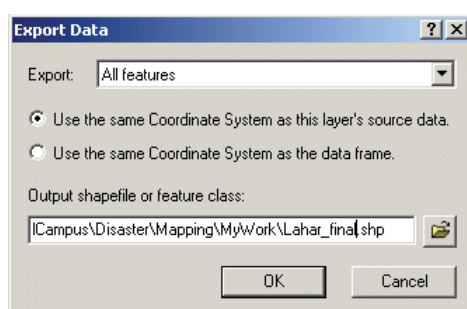 Export Data
Export: All features
Use the same Coordinate System as this layer's source data.
Use the same Coordinate System as the data frame.
Output shapefile or feature class:
lCampus\Disaster\Mapping\MyWork\Lahar_final.shp
OK Cancel